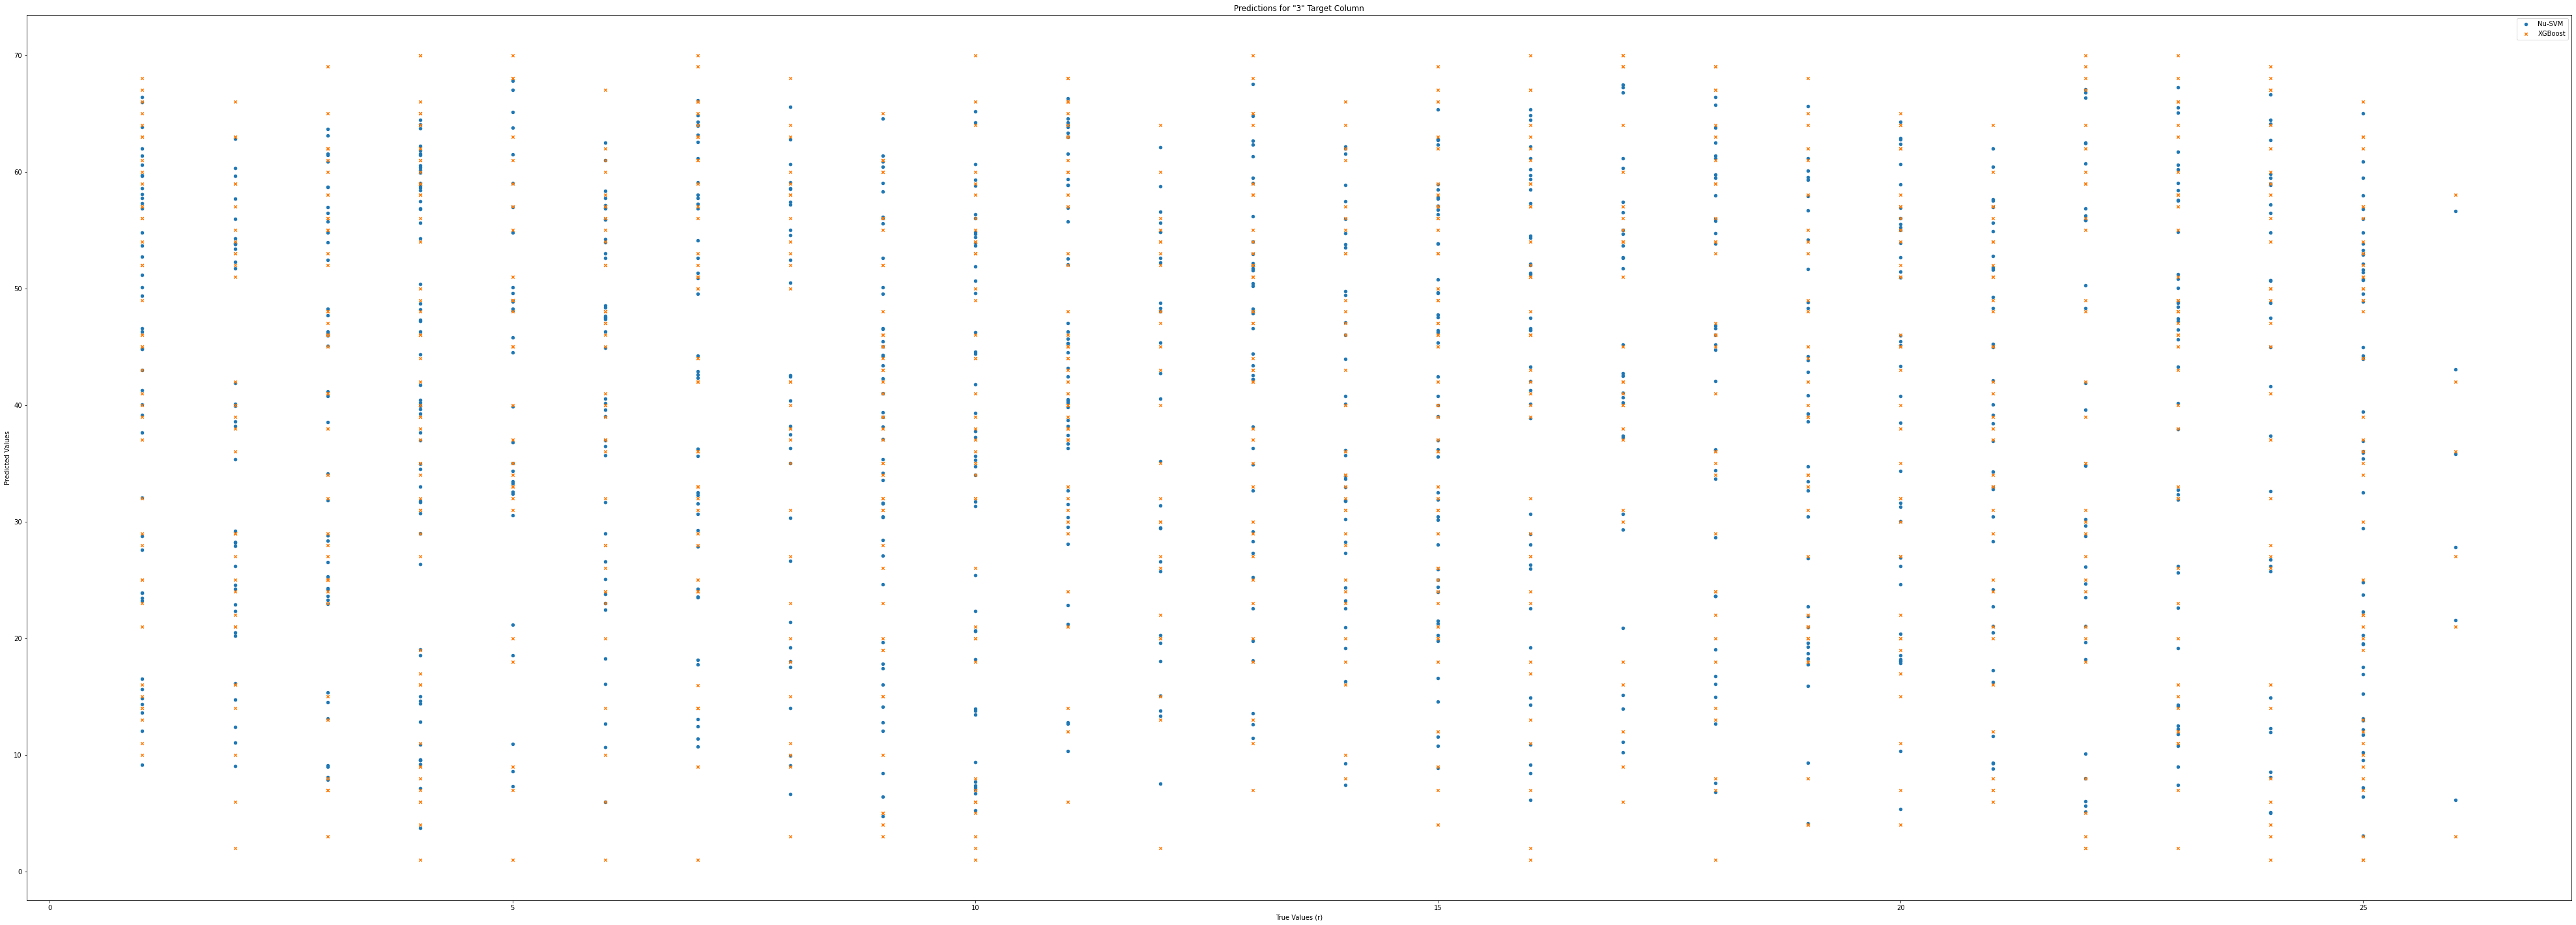 Predictions for "3" Target Column
Nu-SVM
XGBoost
70
60
50
40
30
20
10
0
Predicted Values
0 5 10 15 20 25
True Values (r)